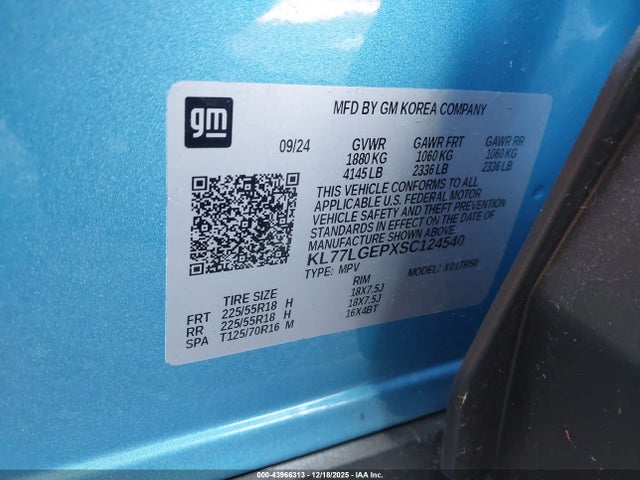 gm
MFD BY GM KOREA COMPANY
09/24 GVWR GAWR FRT GAWR RR
1880 KG 1060 KG 1060 KG
4145 LB 2336 LB 2336 LB
THIS VEHICLE CONFORMS TO ALL
APPLICABLE U.S. FEDERAL MOTOR
VEHICLE SAFETY AND THEFT PREVENTION
STANDARDS IN EFFECT ON THE DATE OF
MANUFACTURE SHOWN ABOVE.
KL77LGEPXSC124540
TYPE: MPV MODEL:
TIRE SIZE RIM
FRT 225/55R18 H 18X7.5J
RR 225/55R18 H 18X7.5J
SPA T125/70R16 M 16X4BT
000-43966313 - 12/18/2025 - IAA Inc.